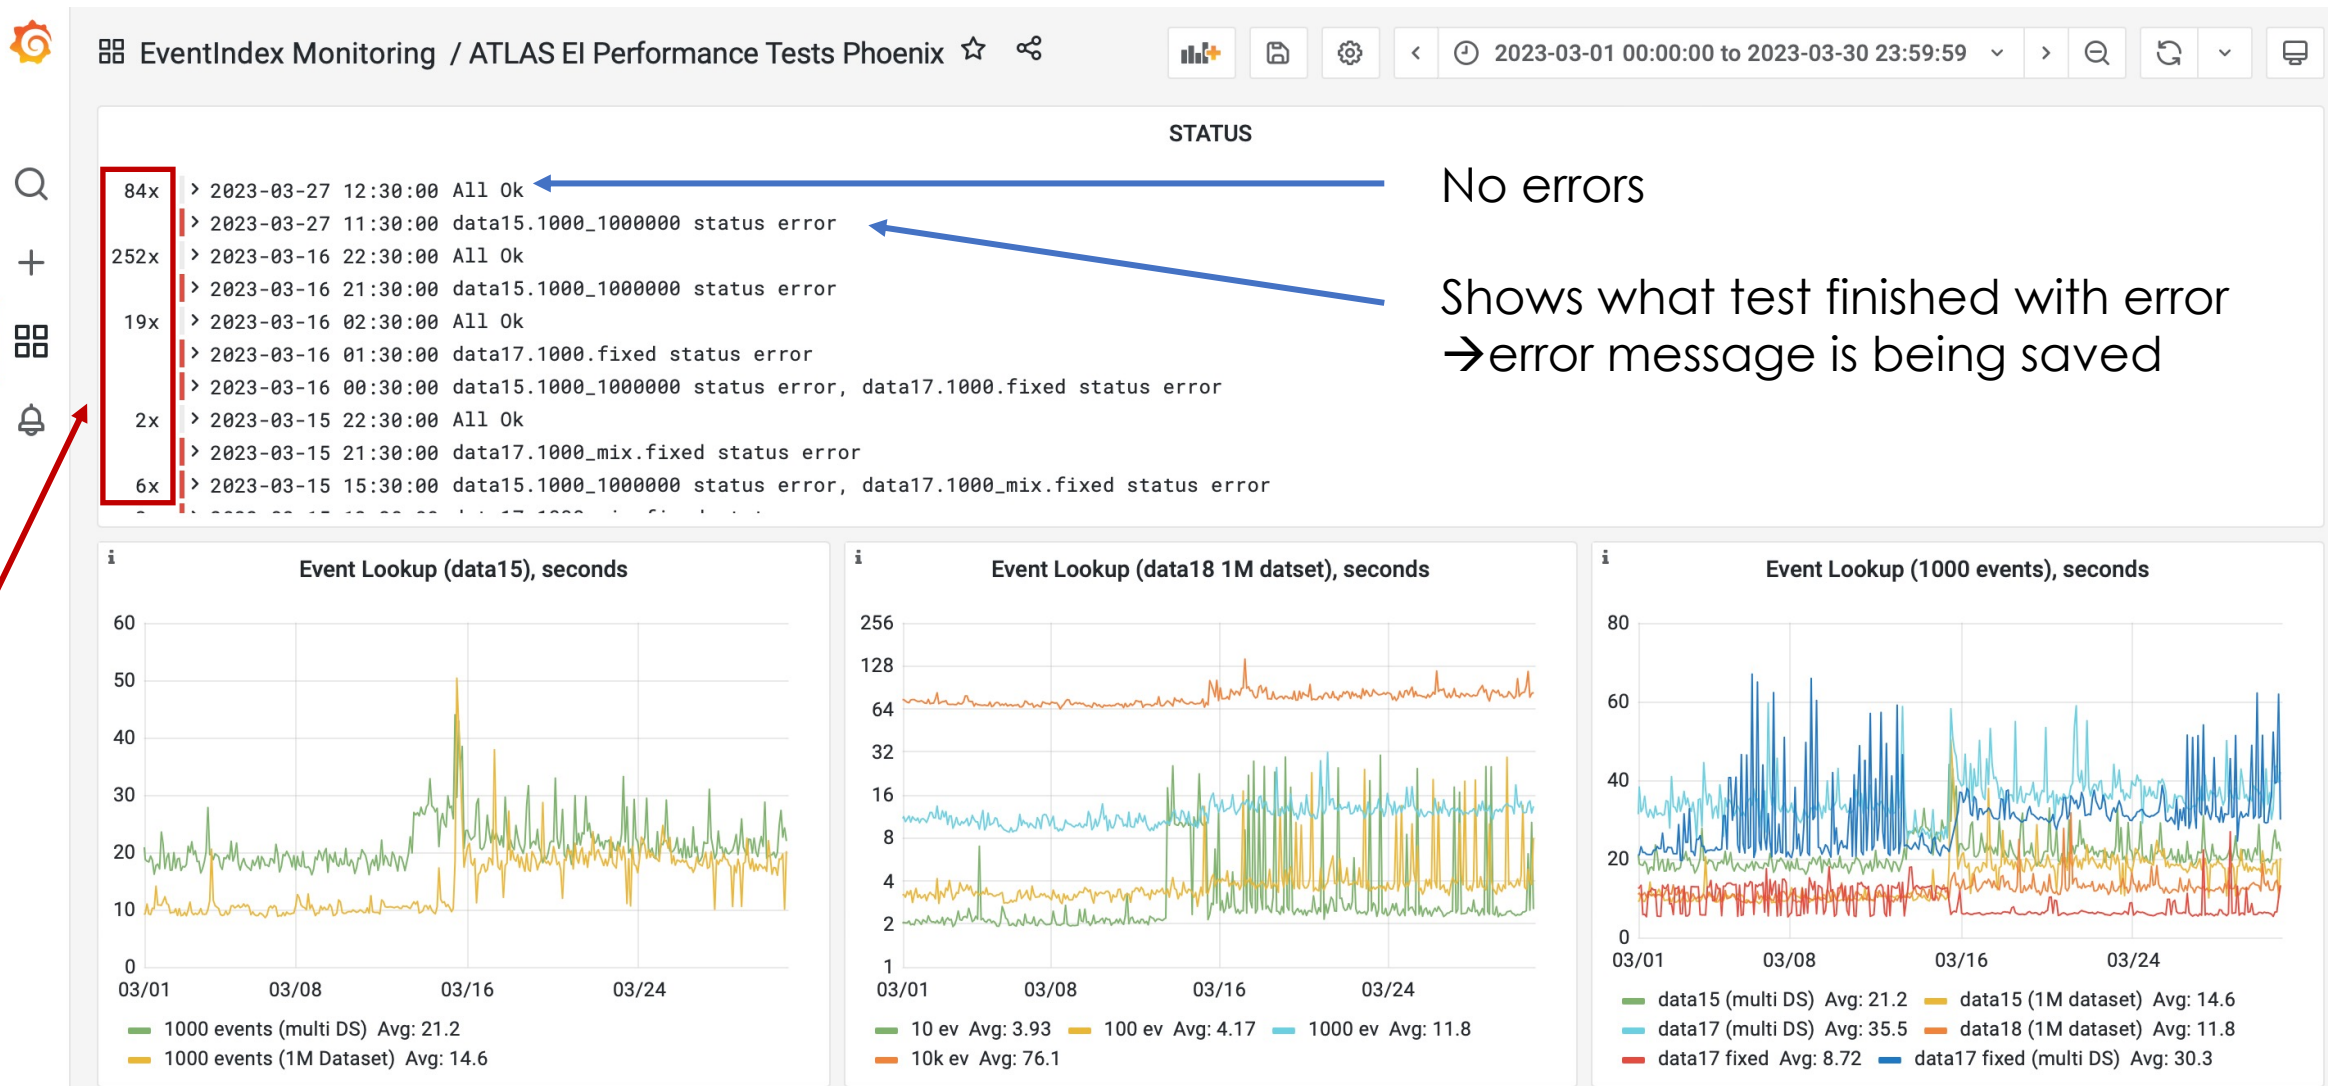 EventIndex Monitoring / ATLAS EI Performance Tests Phoenix
2023-03-01 00:00:00 to 2023-03-30 23:59:59
STATUS
84x > 2023-03-27 12:30:00 All Ok
> 2023-03-27 11:30:00 data15.1000_1000000 status error
252x > 2023-03-16 22:30:00 All Ok
> 2023-03-16 21:30:00 data15.1000_1000000 status error
19x > 2023-03-16 02:30:00 All Ok
> 2023-03-16 01:30:00 data17.1000.fixed status error
> 2023-03-16 00:30:00 data15.1000_1000000 status error, data17.1000.fixed status error
2x > 2023-03-15 22:30:00 All Ok
> 2023-03-15 21:30:00 data17.1000_mix.fixed status error
6x > 2023-03-15 15:30:00 data15.1000_1000000 status error, data17.1000_mix.fixed status error
No errors
Shows what test finished with error
→error message is being saved
Event Lookup (data15), seconds
60
50
40
30
20
10
0
03/01 03/08 03/16 03/24
1000 events (multi DS) Avg: 21.2
1000 events (1M Dataset) Avg: 14.6
Event Lookup (data18 1M datset), seconds
256
128
64
32
16
8
4
2
1
03/01 03/08 03/16 03/24
10 ev Avg: 3.93 100 ev Avg: 4.17 1000 ev Avg: 11.8
10k ev Avg: 76.1
Event Lookup (1000 events), seconds
80
60
40
20
0
03/01 03/08 03/16 03/24
data15 (multi DS) Avg: 21.2 data15 (1M dataset) Avg: 14.6
data17 (multi DS) Avg: 35.5 data18 (1M dataset) Avg: 11.8
data17 fixed Avg: 8.72 data17 fixed (multi DS) Avg: 30.3